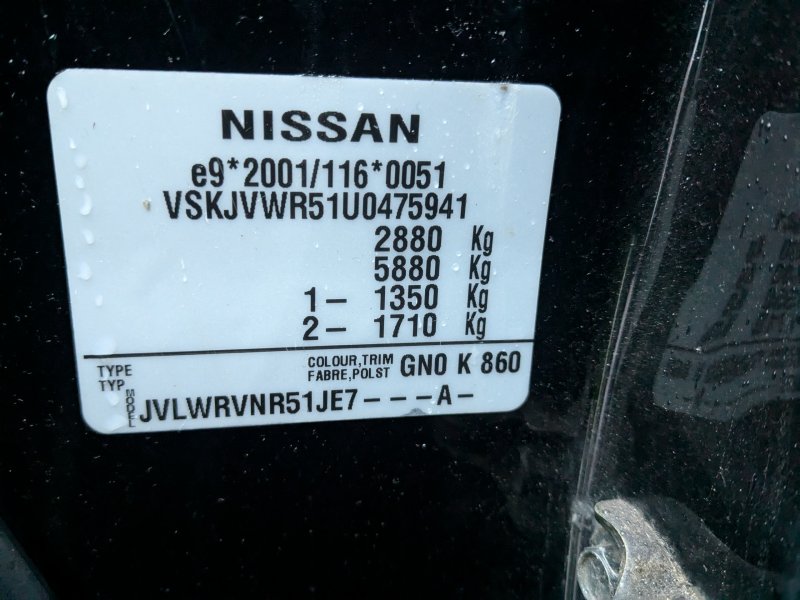 NISSAN
e9*2001/116*0051
VSKJVWR51U0475941
2880 Kg
5880 Kg
1- 1350 Kg
2- 1710 Kg
TYPE
TYP
COLOUR,TRIM
FABRE,POLST
GN0 K 860
MODEL
JVLWRVNR51JE7---A-